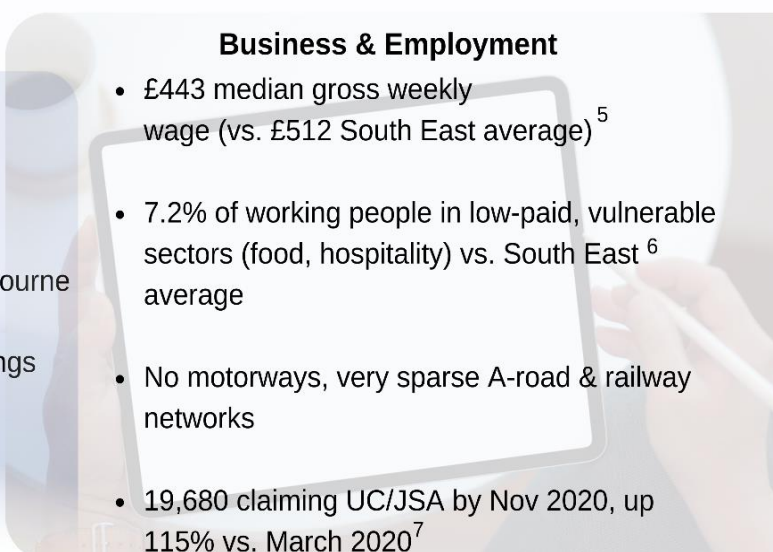 Business & Employment
• £443 median gross weekly
wage (vs. £512 South East average) 5
• 7.2% of working people in low-paid, vulnerable
sectors (food, hospitality) vs. South East 6
average
• No motorways, very sparse A-road & railway
networks
• 19,680 claiming UC/JSA by Nov 2020, up
115% vs. March 2020 7
ourne
ngs